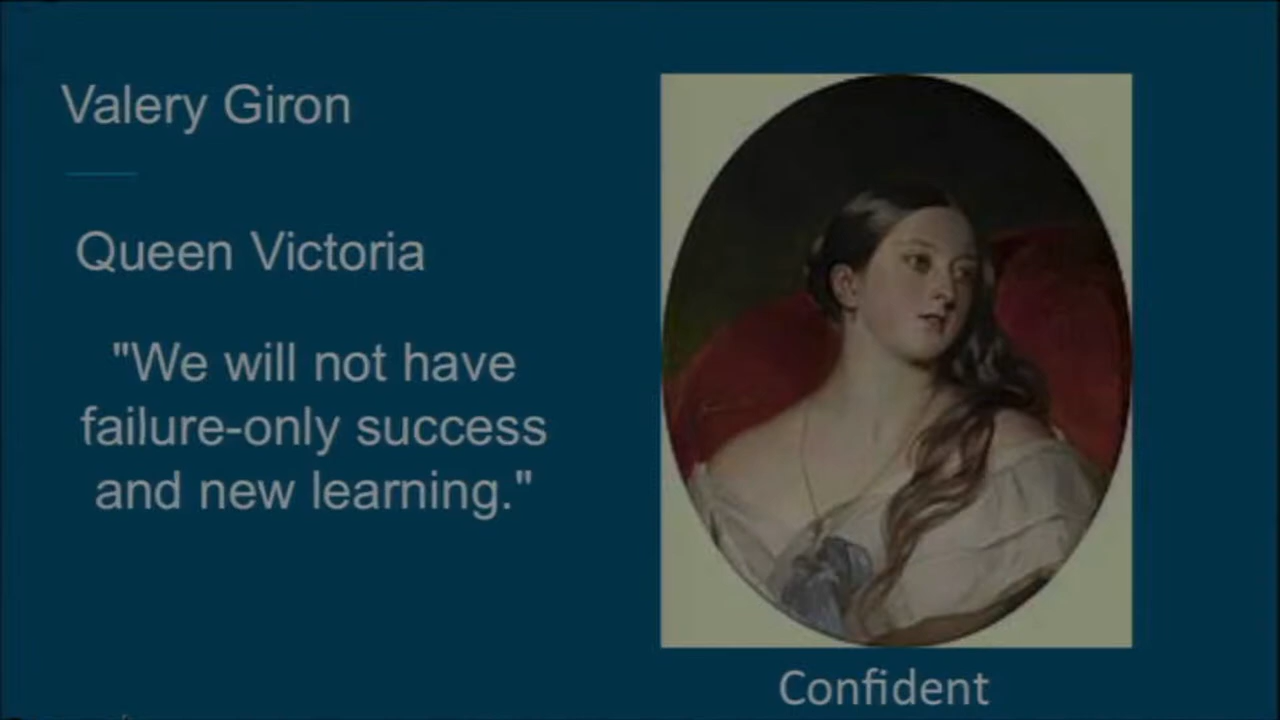 Valery Giron
Queen Victoria
"We will not have
failure-only success
and new learning."
Confident